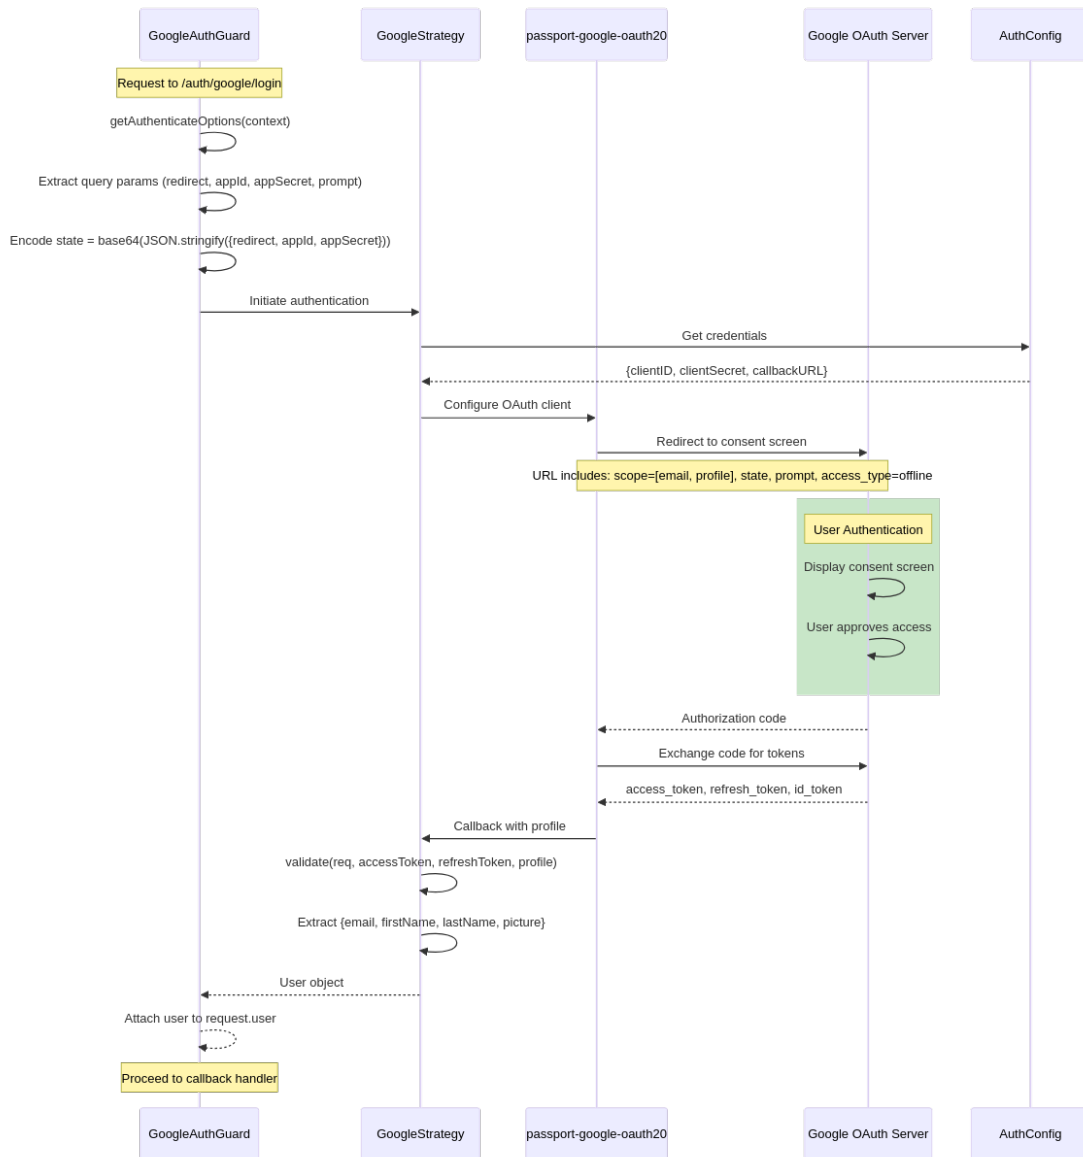 GoogleAuthGuard
GoogleStrategy
passport-google-oauth20
Google OAuth Server
AuthConfig
Request to /auth/google/login
getAuthenticateOptions(context)
Extract query params (redirect, appId, appSecret, prompt)
Encode state = base64(JSON.stringify({redirect, appId, appSecret}))
Initiate authentication
Get credentials
{clientID, clientSecret, callbackURL}
Configure OAuth client
Redirect to consent screen
URL includes: scope=[email, profile], state, prompt, access_type=offline
User Authentication
Display consent screen
User approves access
Authorization code
Exchange code for tokens
access_token, refresh_token, id_token
Callback with profile
validate(req, accessToken, refreshToken, profile)
Extract {email, firstName, lastName, picture}
User object
Attach user to request.user
Proceed to callback handler
GoogleAuthGuard
GoogleStrategy
passport-google-oauth20
Google OAuth Server
AuthConfig